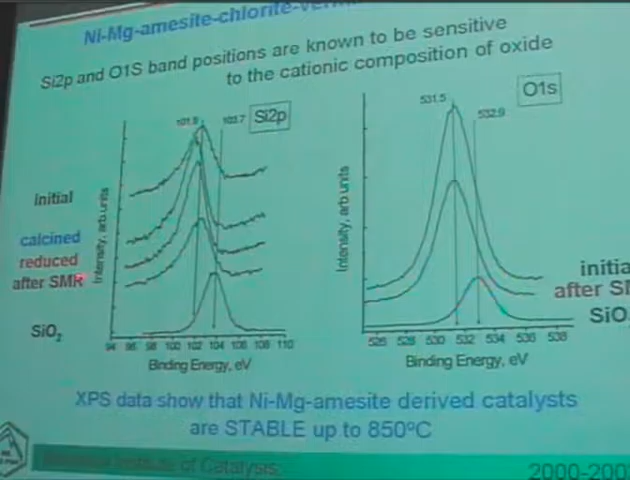 Ni-Mg-amesite-chlorite-verm
Si2p and O1S band positions are known to be sensitive
to the cationic composition of oxide
101.8 103.7 Si2p
531.5 532.9 O1s
initial
calcined
reduced
after SMR
SiO2
Intensity, arb units
94 96 98 100 102 104 106 108 110
Binding Energy, eV
Intensity, arb units
initia
after SM
SiO
526 528 530 532 534 536 538
Binding Energy, eV
XPS data show that Ni-Mg-amesite derived catalysts
are STABLE up to 850ºC
Institute of Catalysis
2000-200